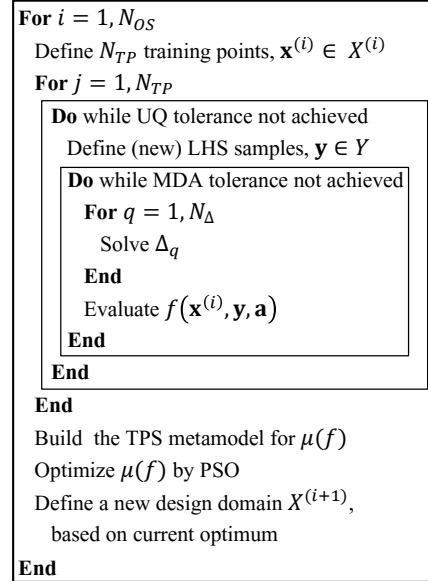 For i = 1, N_OS
Define N_TP training points, x^(i) ∈ X^(i)
For j = 1, N_TP
Do while UQ tolerance not achieved
Define (new) LHS samples, y ∈ Y
Do while MDA tolerance not achieved
For q = 1, N_Δ
Solve Δ_q
End
Evaluate f(x^(i), y, a)
End
End
End
Build the TPS metamodel for μ(f)
Optimize μ(f) by PSO
Define a new design domain X^(i+1),
based on current optimum
End